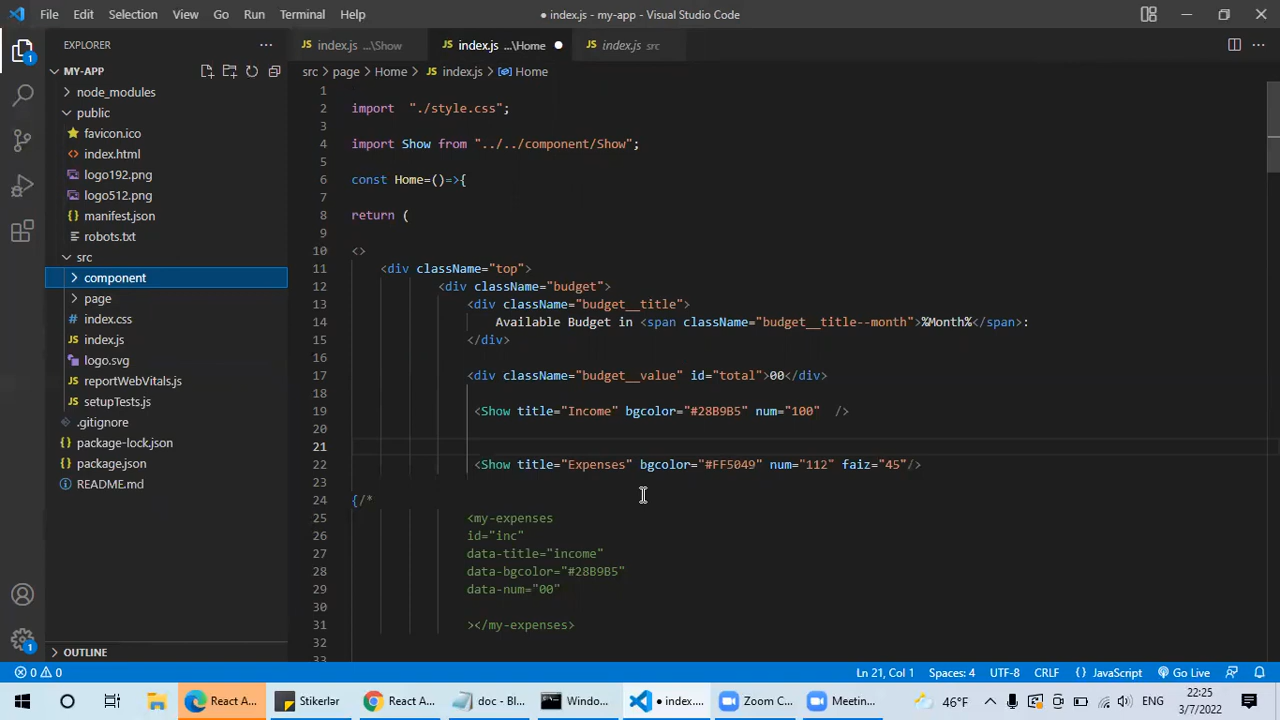 File Edit Selection View Go Run Terminal Help
● index.js - my-app - Visual Studio Code
EXPLORER
index.js ...\Show
index.js ...\Home ●
index.js src
MY-APP
src > page > Home > JS index.js > Home
node_modules
public
favicon.ico
index.html
logo192.png
logo512.png
manifest.json
robots.txt
src
component
page
index.css
index.js
logo.svg
reportWebVitals.js
setupTests.js
.gitignore
package-lock.json
package.json
README.md
OUTLINE
1
2 import "./style.css";
3
4 import Show from "../../component/Show";
5
6 const Home=()=>{
7
8 return (
9
10 <>
11 <div className="top">
12 <div className="budget">
13 <div className="budget__title">
14 Available Budget in <span className="budget__title--month">%Month%</span>:
15 </div>
16
17 <div className="budget__value" id="total">00</div>
18
19 <Show title="Income" bgcolor="#28B9B5" num="100" />
20
21
22 <Show title="Expenses" bgcolor="#FF5049" num="112" faiz="45"/>
23
24 {/*
25 <my-expenses
26 id="inc"
27 data-title="income"
28 data-bgcolor="#28B9B5"
29 data-num="00"
30
31 ></my-expenses>
32
33
0 0
Ln 21, Col 1 Spaces: 4 UTF-8 CRLF {} JavaScript Go Live
React A... Stikerlər React A... doc - Bl... Windo... ● index.... Zoom C... Meetin... 46°F ENG
22:25
3/7/2022